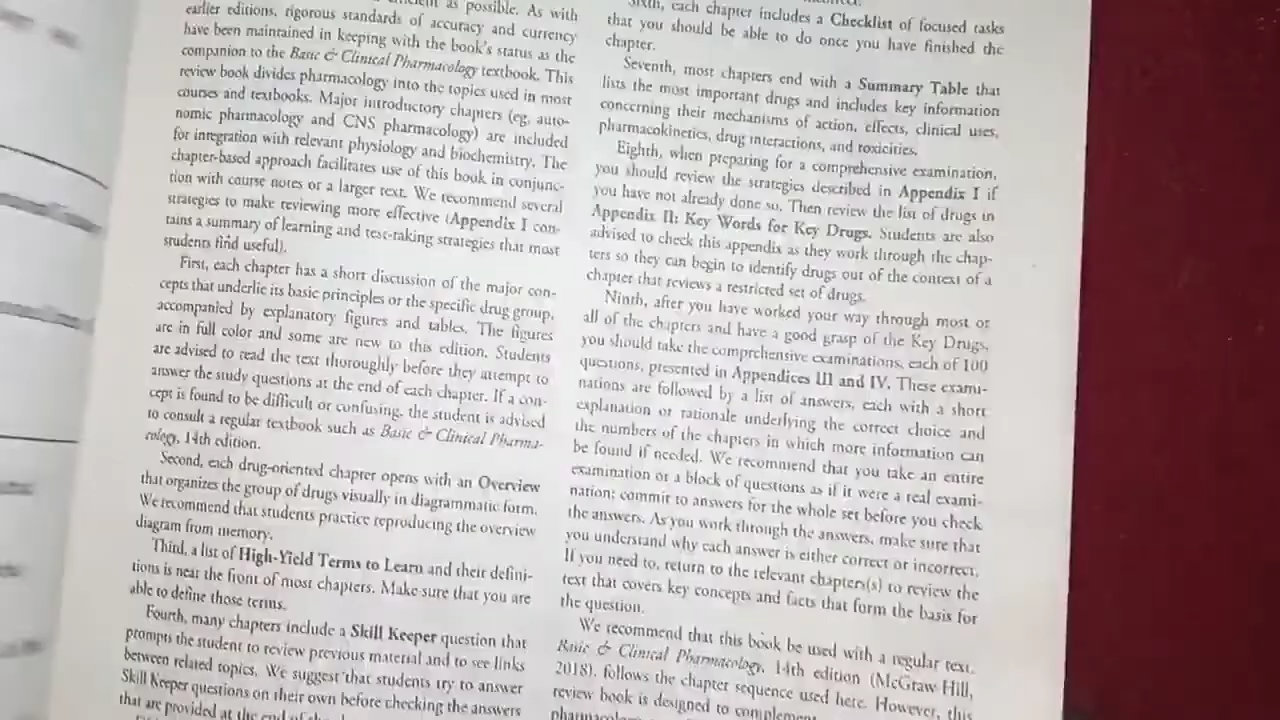 efficient as possible. As with
earlier editions, rigorous standards of accuracy and currency
have been maintained in keeping with the book's status as the
companion to the Basic & Clinical Pharmacology textbook. This
review book divides pharmacology into the topics used in most
courses and textbooks. Major introductory chapters (eg, auto-
nomic pharmacology and CNS pharmacology) are included
for integration with relevant physiology and biochemistry. The
chapter-based approach facilitates use of this book in conjunc-
tion with course notes or a larger text. We recommend several
strategies to make reviewing more effective (Appendix I con-
tains a summary of learning and test-taking strategies that most
students find useful).
First, each chapter has a short discussion of the major con-
cepts that underlie its basic principles or the specific drug group,
accompanied by explanatory figures and tables. The figures
are in full color and some are new to this edition. Students
are advised to read the text thoroughly before they attempt to
answer the study questions at the end of each chapter. If a con-
cept is found to be difficult or confusing, the student is advised
to consult a regular textbook such as Basic & Clinical Pharma-
cology, 14th edition.
Second, each drug-oriented chapter opens with an Overview
that organizes the group of drugs visually in diagrammatic form.
We recommend that students practice reproducing the overview
diagram from memory.
Third, a list of High-Yield Terms to Learn and their defini-
tions is near the front of most chapters. Make sure that you are
able to define those terms.
Fourth, many chapters include a Skill Keeper question that
prompts the student to review previous material and to see links
between related topics. We suggest that students try to answer
Skill Keeper questions on their own before checking the answers
that are provided at the end of
Sixth, each chapter includes a Checklist of focused tasks
that you should be able to do once you have finished the
chapter.
Seventh, most chapters end with a Summary Table that
lists the most important drugs and includes key information
concerning their mechanisms of action, effects, clinical uses,
pharmacokinetics, drug interactions, and toxicities.
Eighth, when preparing for a comprehensive examination,
you should review the strategies described in Appendix I if
you have not already done so. Then review the list of drugs in
Appendix II: Key Words for Key Drugs. Students are also
advised to check this appendix as they work through the chap-
ters so they can begin to identify drugs out of the context of a
chapter that reviews a restricted set of drugs.
Ninth, after you have worked your way through most or
all of the chapters and have a good grasp of the Key Drugs,
you should take the comprehensive examinations, each of 100
questions, presented in Appendices III and IV. These exami-
nations are followed by a list of answers, each with a short
explanation or rationale underlying the correct choice and
the numbers of the chapters in which more information can
be found if needed. We recommend that you take an entire
examination or a block of questions as if it were a real exami-
nation: commit to answers for the whole set before you check
the answers. As you work through the answers, make sure that
you understand why each answer is either correct or incorrect.
If you need to, return to the relevant chapters(s) to review the
text that covers key concepts and facts that form the basis for
the question.
We recommend that this book be used with a regular text.
Basic & Clinical Pharmacology, 14th edition (McGraw-Hill,
2018), follows the chapter sequence used here. However, this
review book is designed to complement